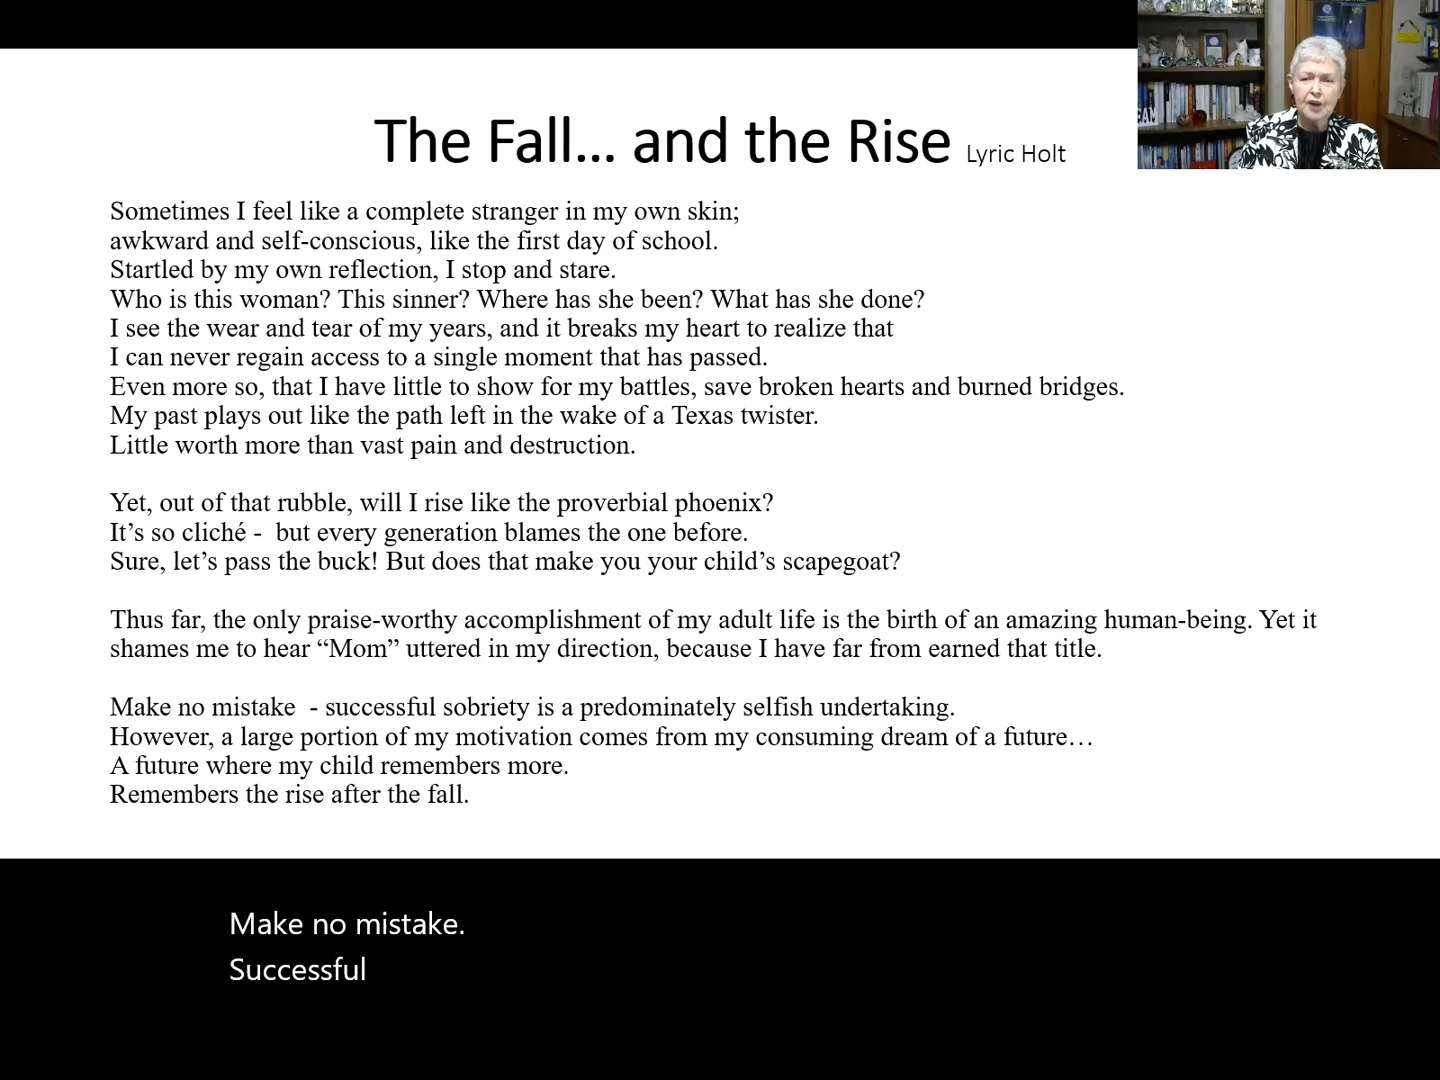 The Fall... and the Rise Lyric Holt
Sometimes I feel like a complete stranger in my own skin;
awkward and self-conscious, like the first day of school.
Startled by my own reflection, I stop and stare.
Who is this woman? This sinner? Where has she been? What has she done?
I see the wear and tear of my years, and it breaks my heart to realize that
I can never regain access to a single moment that has passed.
Even more so, that I have little to show for my battles, save broken hearts and burned bridges.
My past plays out like the path left in the wake of a Texas twister.
Little worth more than vast pain and destruction.
Yet, out of that rubble, will I rise like the proverbial phoenix?
It’s so cliché -  but every generation blames the one before.
Sure, let’s pass the buck! But does that make you your child’s scapegoat?
Thus far, the only praise-worthy accomplishment of my adult life is the birth of an amazing human-being. Yet it
shames me to hear “Mom” uttered in my direction, because I have far from earned that title.
Make no mistake  - successful sobriety is a predominately selfish undertaking.
However, a large portion of my motivation comes from my consuming dream of a future…
A future where my child remembers more.
Remembers the rise after the fall.
Make no mistake.
Successful